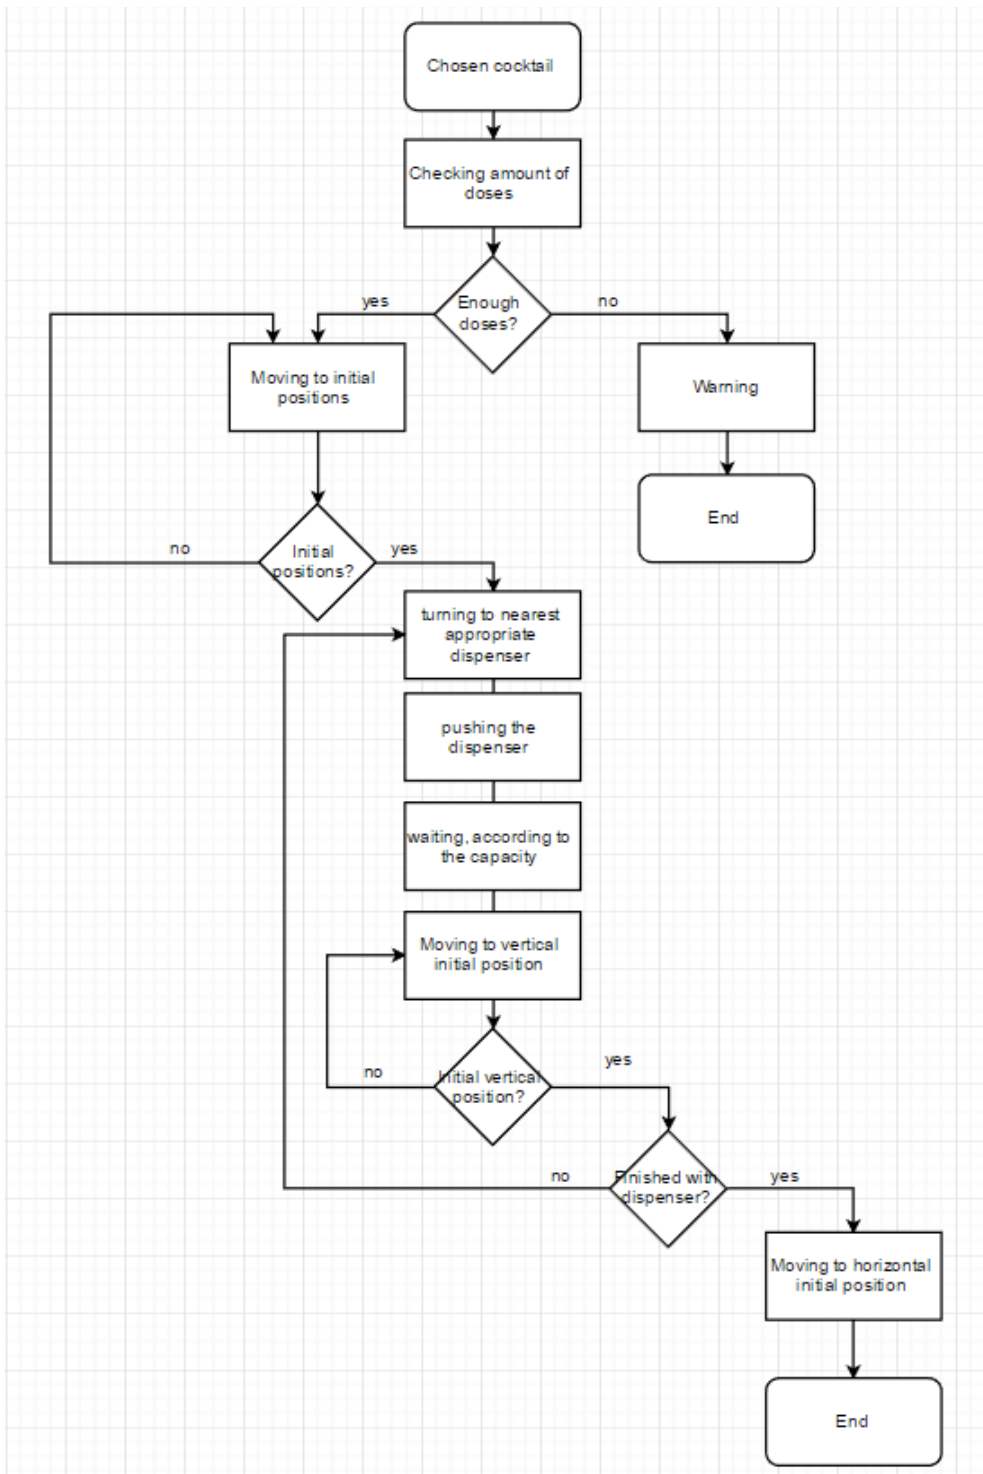 Chosen cocktail
Checking amount of
doses
Enough
doses?
yes
no
Moving to initial
positions
Warning
End
Initial
positions?
no
yes
turning to nearest
appropriate
dispenser
pushing the
dispenser
waiting, according to
the capacity
Moving to vertical
initial position
Initial vertical
position?
no
yes
Finished with
dispenser?
no
yes
Moving to horizontal
initial position
End